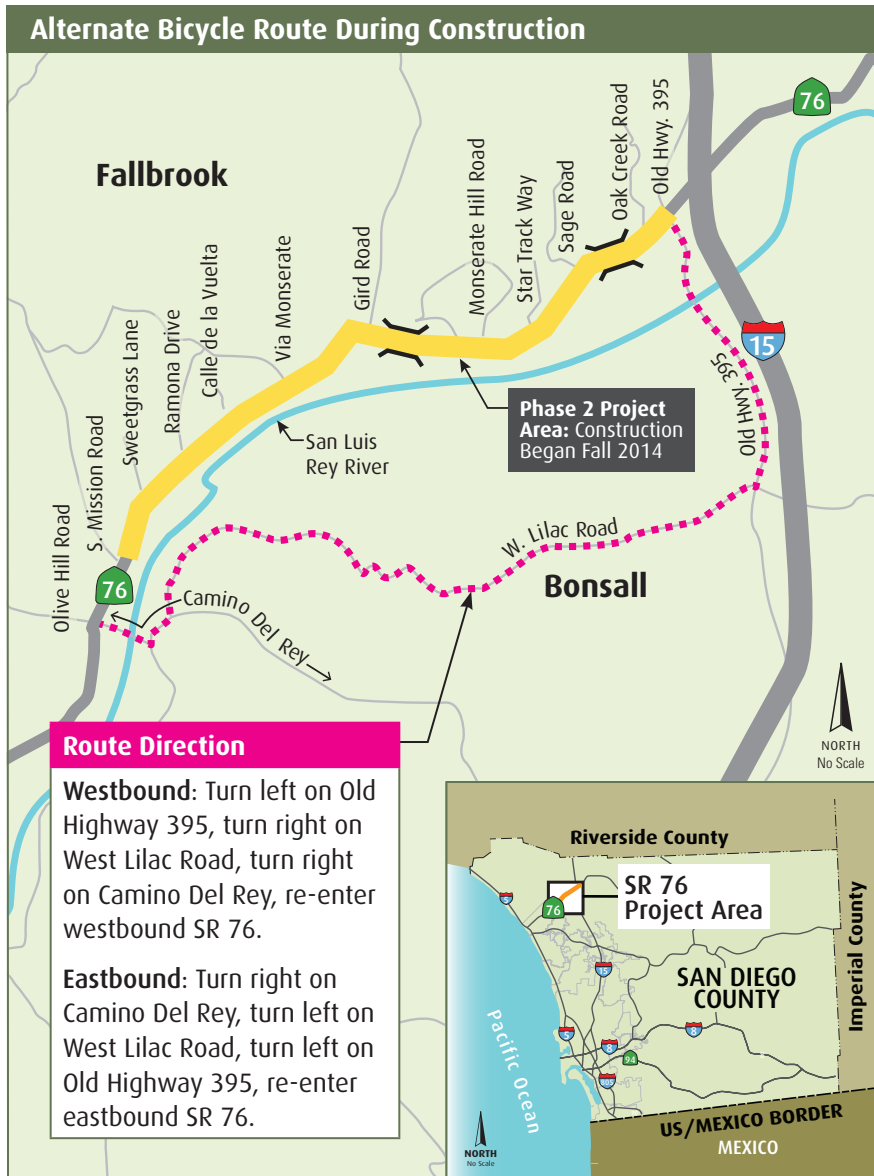 Alternate Bicycle Route During Construction
76
Fallbrook
Olive Hill Road
S. Mission Road
Sweetgrass Lane
Ramona Drive
Calle de la Vuelta
Via Monserate
Gird Road
Monserate Hill Road
Star Track Way
Sage Road
Oak Creek Road
Old Hwy. 395
15
Old Hwy. 395
Phase 2 Project
Area: Construction
Began Fall 2014
San Luis
Rey River
W. Lilac Road
Bonsall
76
Camino Del Rey
NORTH
No Scale
Route Direction
Westbound: Turn left on Old
Highway 395, turn right on
West Lilac Road, turn right
on Camino Del Rey, re-enter
westbound SR 76.
Eastbound: Turn right on
Camino Del Rey, turn left on
West Lilac Road, turn left on
Old Highway 395, re-enter
eastbound SR 76.
Riverside County
SR 76
Project Area
5
76
15
SAN DIEGO
COUNTY
Imperial County
Pacific Ocean
5
8
8
94
805
US/MEXICO BORDER
MEXICO
NORTH
No Scale